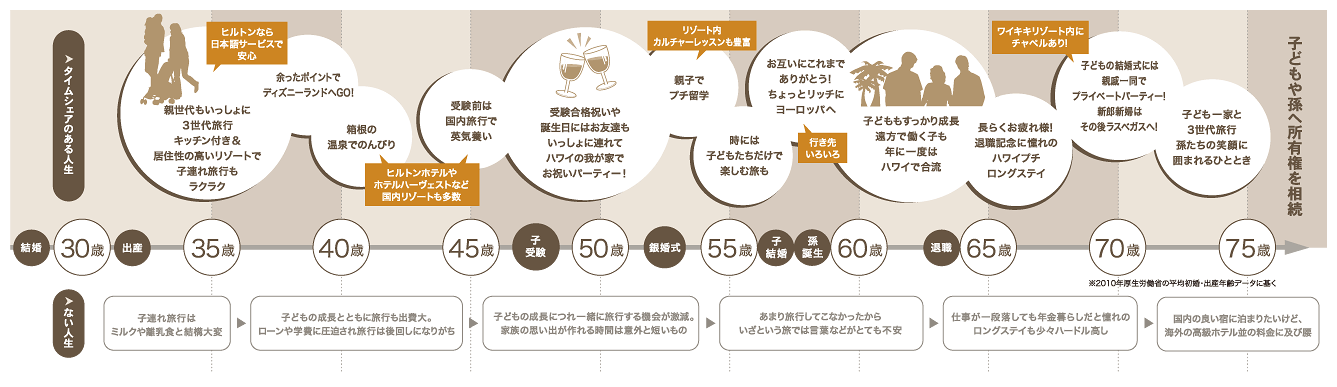 タイムシェアのある人生
ヒルトンなら
日本語サービスで
安心
親世代もいっしょに
3世代旅行
キッチン付き&
居住性の高いリゾートで
子連れ旅行も
ラクラク
余ったポイントで
ディズニーランドへGO!
箱根の
温泉でのんびり
ヒルトンホテルや
ホテルハーヴェストなど
国内リゾートも多数
受験前は
国内旅行で
英気養い
受験合格祝いや
誕生日にはお友達も
いっしょに連れて
ハワイの我が家で
お祝いパーティー!
リゾート内
カルチャーレッスンも豊富
親子で
プチ留学
時には
子どもたちだけで
楽しむ旅も
お互いにこれまで
ありがとう!
ちょっとリッチに
ヨーロッパへ
行き先
いろいろ
子どももすっかり成長
遠方で働く子も
年に一度は
ハワイで合流
長らくお疲れ様!
退職記念に憧れの
ハワイプチ
ロングステイ
ワイキキリゾート内に
チャペルあり!
子どもの結婚式には
親戚一同で
プライベートパーティー!
新郎新婦は
その後ラスベガスへ!
子ども一家と
3世代旅行
孫たちの笑顔に
囲まれるひととき
子どもや孫へ所有権を相続
結婚
30歳
出産
35歳
40歳
45歳
子
受験
50歳
銀婚式
55歳
子
結婚
孫
誕生
60歳
退職
65歳
70歳
75歳
※2010年厚生労働省の平均初婚・出産年齢データに基く
ない人生
子連れ旅行は
ミルクや離乳食と結構大変
子どもの成長とともに旅行も出費大。
ローンや学費に圧迫され旅行は後回しになりがち
子どもの成長につれ一緒に旅行する機会が激減。
家族の思い出が作れる時間は意外と短いもの
あまり旅行してこなかったから
いざという旅では言葉などがとても不安
仕事が一段落しても年金暮らしだと憧れの
ロングステイも少々ハードル高し
国内の良い宿に泊まりたいけど、
海外の高級ホテル並の料金に及び腰